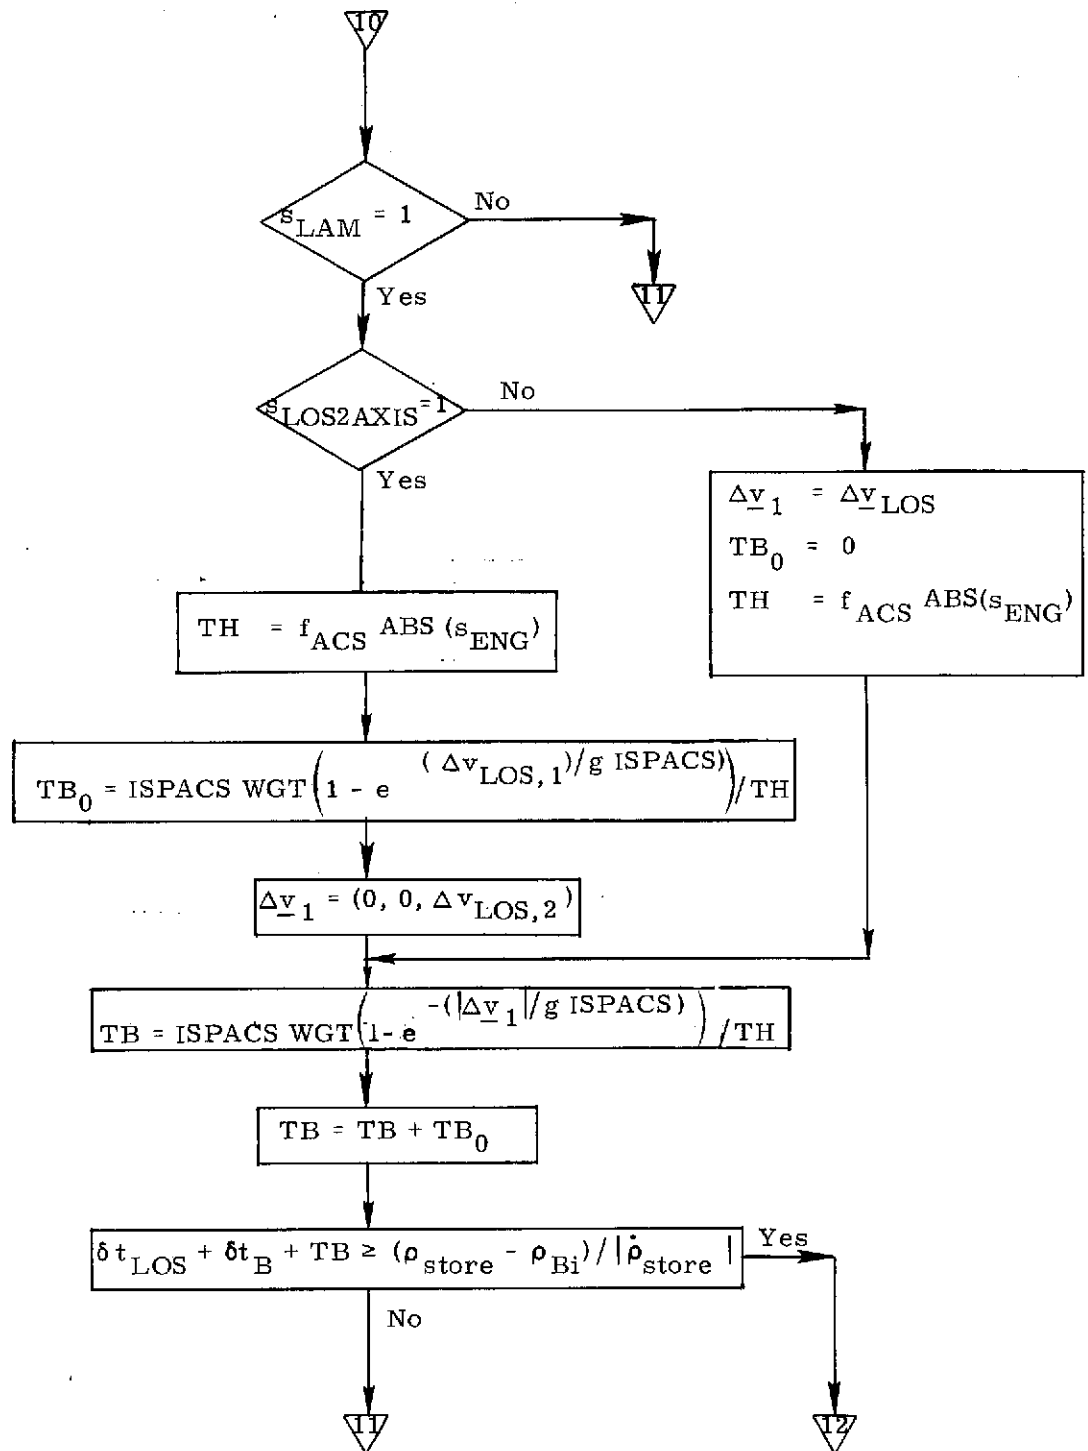 10
s_LAM = 1
No
11
Yes
s_LOS2AXIS = 1
No
Yes
Δv_1 = Δv_LOS
TB_0 = 0
TH = f_ACS ABS(s_ENG)
TH = f_ACS ABS (s_ENG)
TB_0 = ISPACS WGT(1 - e^( Δv_LOS,1)/g ISPACS))/TH
Δv_1 = (0, 0, Δv_LOS,2)
TB = ISPACS WGT(1- e^-(|Δv_1|/g ISPACS))/TH
TB = TB + TB_0
δt_LOS + δt_B + TB ≥ (ρ_store - ρ_Bi)/|ρ̇_store|
Yes
No
11
12